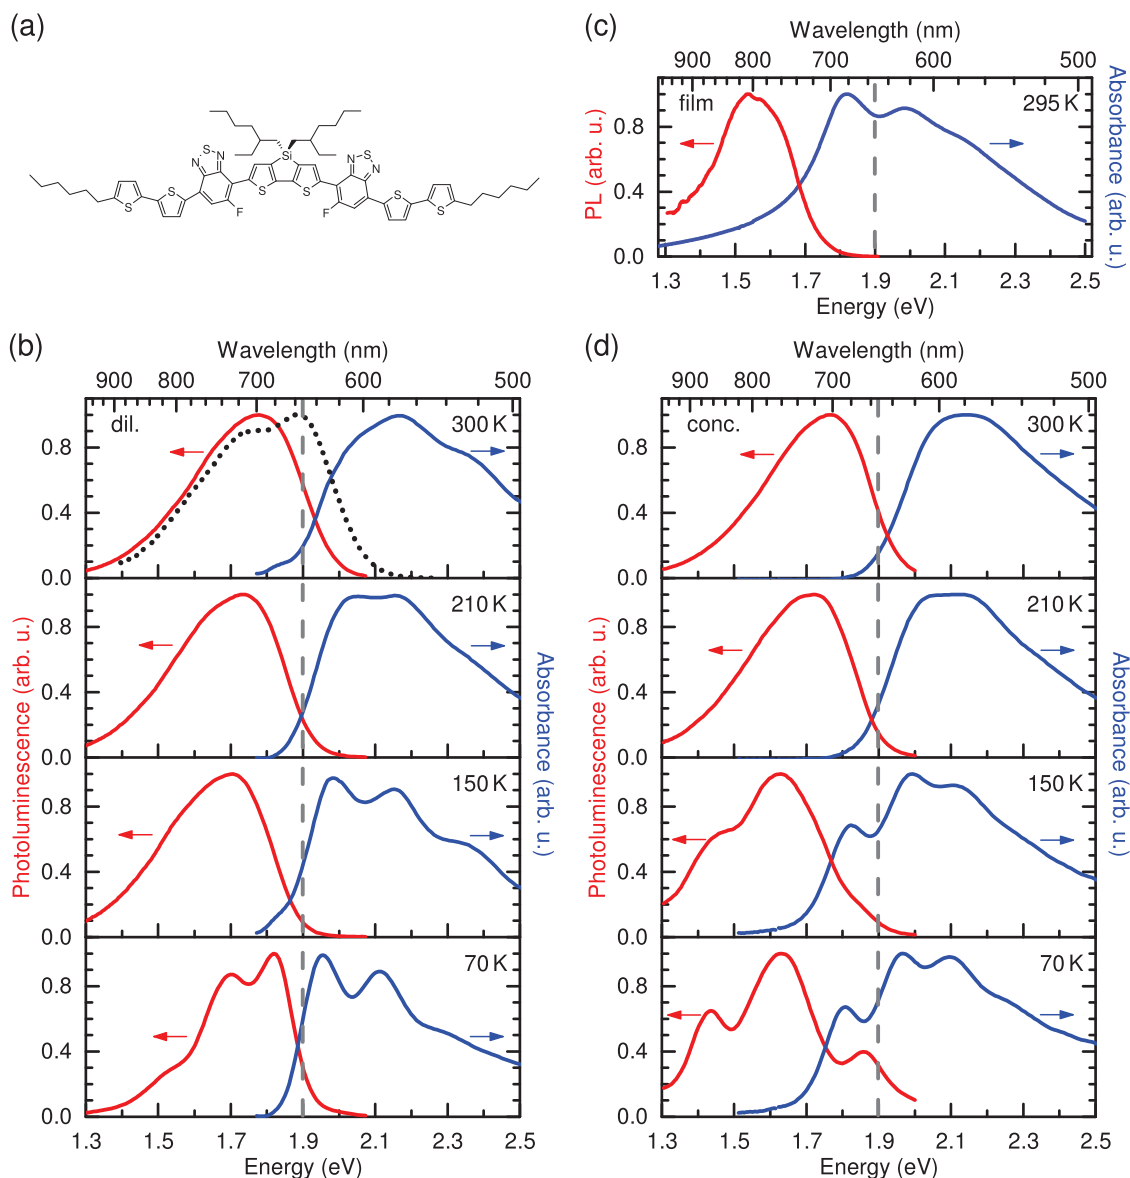 (a)
N S N
N S N
Si
S S
S S
S S
F F
(c)
Wavelength (nm)
900 800 700 600 500
film
295 K
PL (arb. u.)
0.8
0.4
0.0
Absorbance (arb. u.)
1.3 1.5 1.7 1.9 2.1 2.3 2.5
Energy (eV)
(b)
Wavelength (nm)
900 800 700 600 500
dil.
300 K
0.8
0.4
0.0
210 K
0.8
0.4
0.0
150 K
0.8
0.4
0.0
70 K
0.8
0.4
0.0
Photoluminescence (arb. u.)
Absorbance (arb. u.)
1.3 1.5 1.7 1.9 2.1 2.3 2.5
Energy (eV)
(d)
Wavelength (nm)
900 800 700 600 500
conc.
300 K
0.8
0.4
0.0
210 K
0.8
0.4
0.0
150 K
0.8
0.4
0.0
70 K
0.8
0.4
0.0
Photoluminescence (arb. u.)
Absorbance (arb. u.)
1.3 1.5 1.7 1.9 2.1 2.3 2.5
Energy (eV)